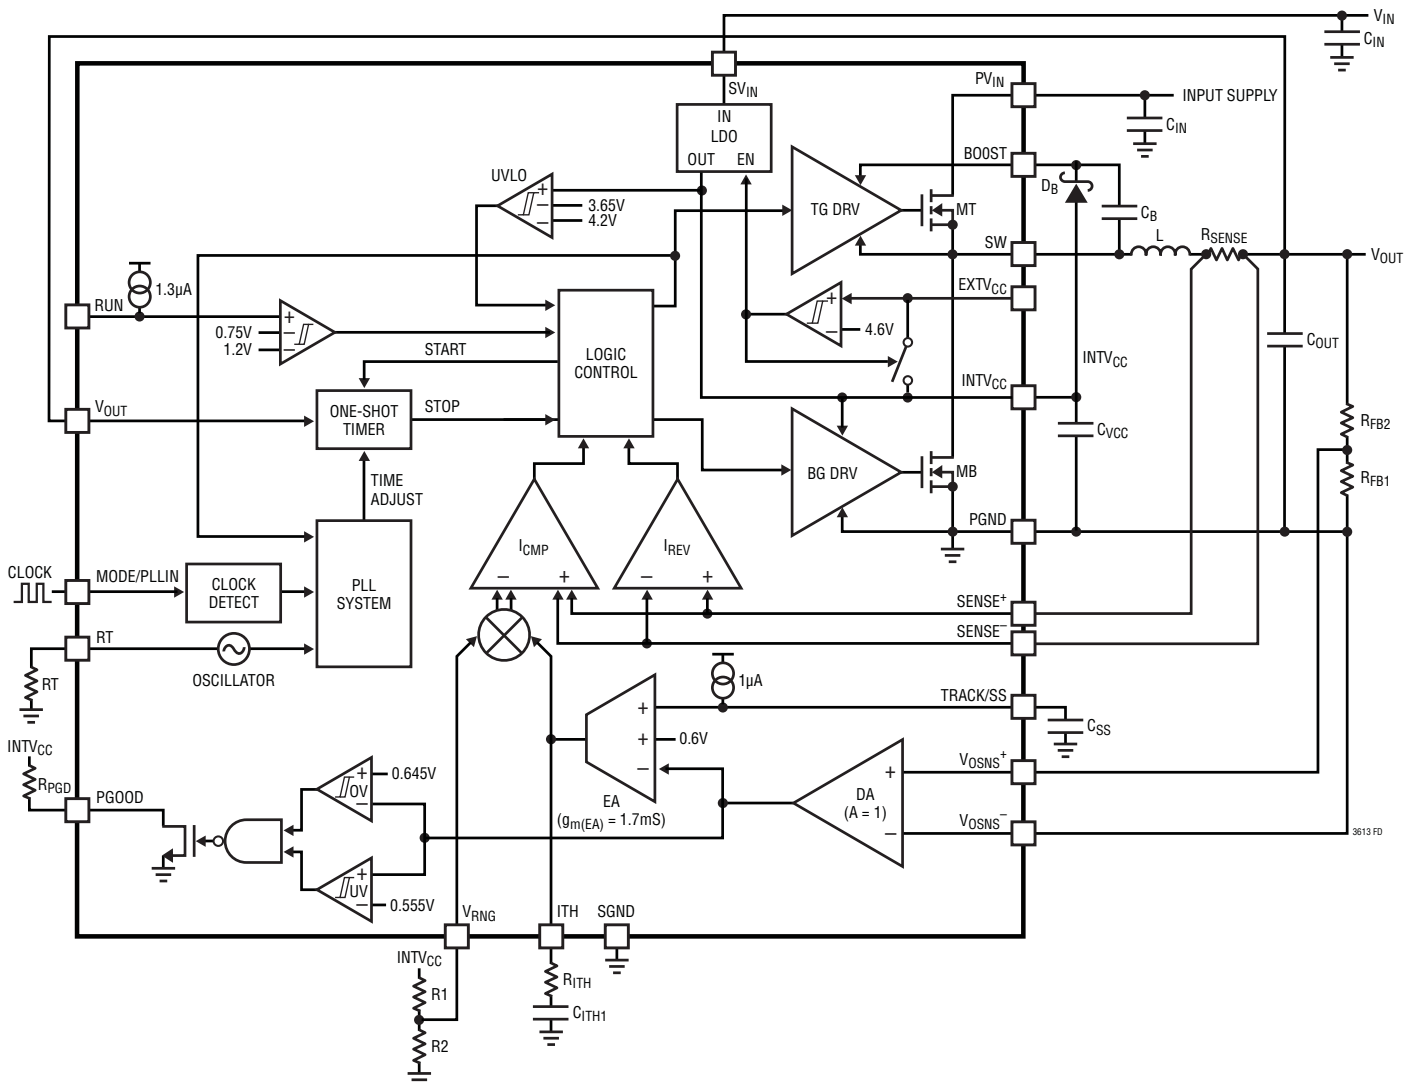 VIN
CIN
SVIN
PVIN
INPUT SUPPLY
CIN
IN
LDO
OUT EN
BOOST
DB
CB
UVLO
+
–
–
3.65V
4.2V
TG DRV
MT
SW
L
RSENSE
VOUT
1.3µA
RUN
0.75V
1.2V
+
–
–
EXTVCC
+
–
4.6V
LOGIC
CONTROL
START
INTVCC
COUT
INTVCC
VOUT
ONE-SHOT
TIMER
STOP
CVCC
RFB2
RFB1
BG DRV
MB
TIME
ADJUST
PGND
ICMP
– +
IREV
– +
CLOCK
MODE/PLLIN
CLOCK
DETECT
PLL
SYSTEM
SENSE+
SENSE–
RT
RT
OSCILLATOR
1µA
TRACK/SS
CSS
+
+
–
0.6V
EA
(gm(EA) = 1.7mS)
INTVCC
RPGD
PGOOD
+
OV
–
0.645V
VOSNS+
+
DA
(A = 1)
–
VOSNS–
3613 FD
+
UV
–
0.555V
VRNG
ITH
SGND
INTVCC
R1
R2
RITH
CITH1